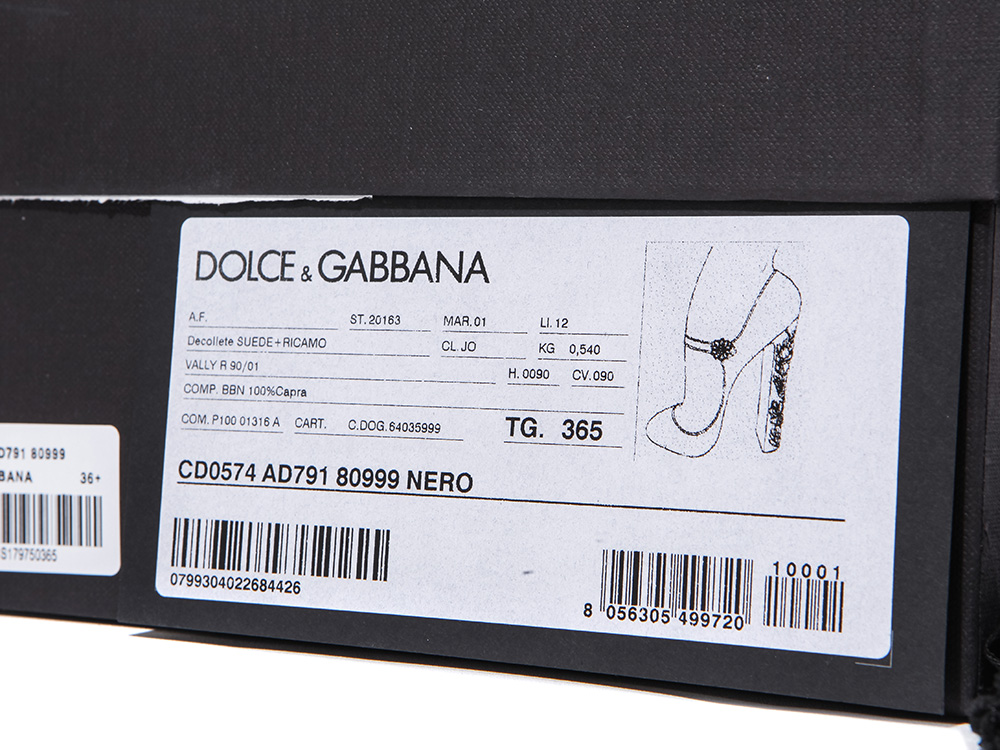 DOLCE & GABBANA
A.F. ST. 20163 MAR. 01 LI. 12
Decollete SUEDE+RICAMO CL. JO KG 0,540
VALLY R 90/01 H. 0090 CV. 090
COMP. BBN 100%Capra
COM. P100 01316 A CART. C.DOG. 64035999 TG. 365
CD0574 AD791 80999 NERO
0799304022684426
10001
8 056305 499720
D791 80999
BANA 36+
S179750365